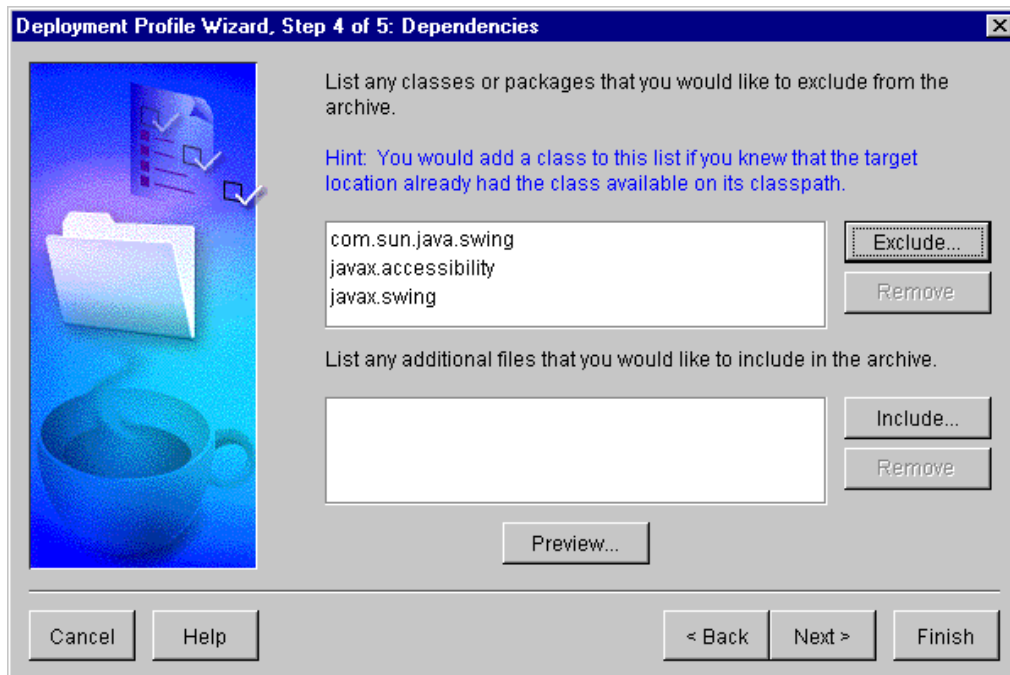 Deployment Profile Wizard, Step 4 of 5: Dependencies
List any classes or packages that you would like to exclude from the
archive.
Hint:  You would add a class to this list if you knew that the target
location already had the class available on its classpath.
com.sun.java.swing
javax.accessibility
javax.swing
Exclude...
Remove
List any additional files that you would like to include in the archive.
Include...
Remove
Preview...
Cancel
Help
< Back
Next >
Finish